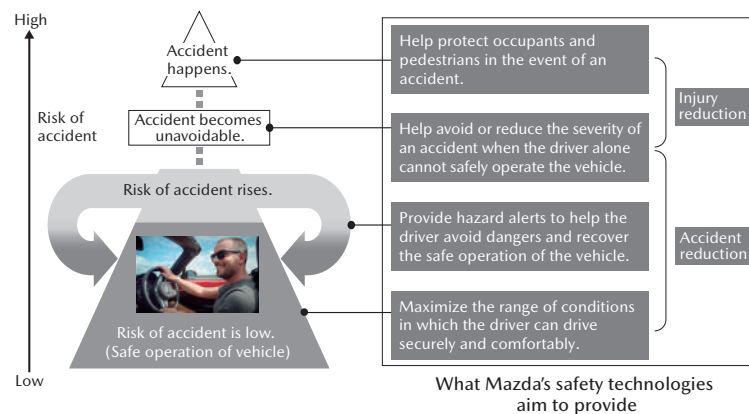 High
Risk of
accident
Low
Accident
happens.
Accident becomes
unavoidable.
Risk of accident rises.
Risk of accident is low.
(Safe operation of vehicle)
Help protect occupants and
pedestrians in the event of an
accident.
Help avoid or reduce the severity of
an accident when the driver alone
cannot safely operate the vehicle.
Provide hazard alerts to help the
driver avoid dangers and recover
the safe operation of the vehicle.
Maximize the range of conditions
in which the driver can drive
securely and comfortably.
Injury
reduction
Accident
reduction
What Mazda’s safety technologies
aim to provide